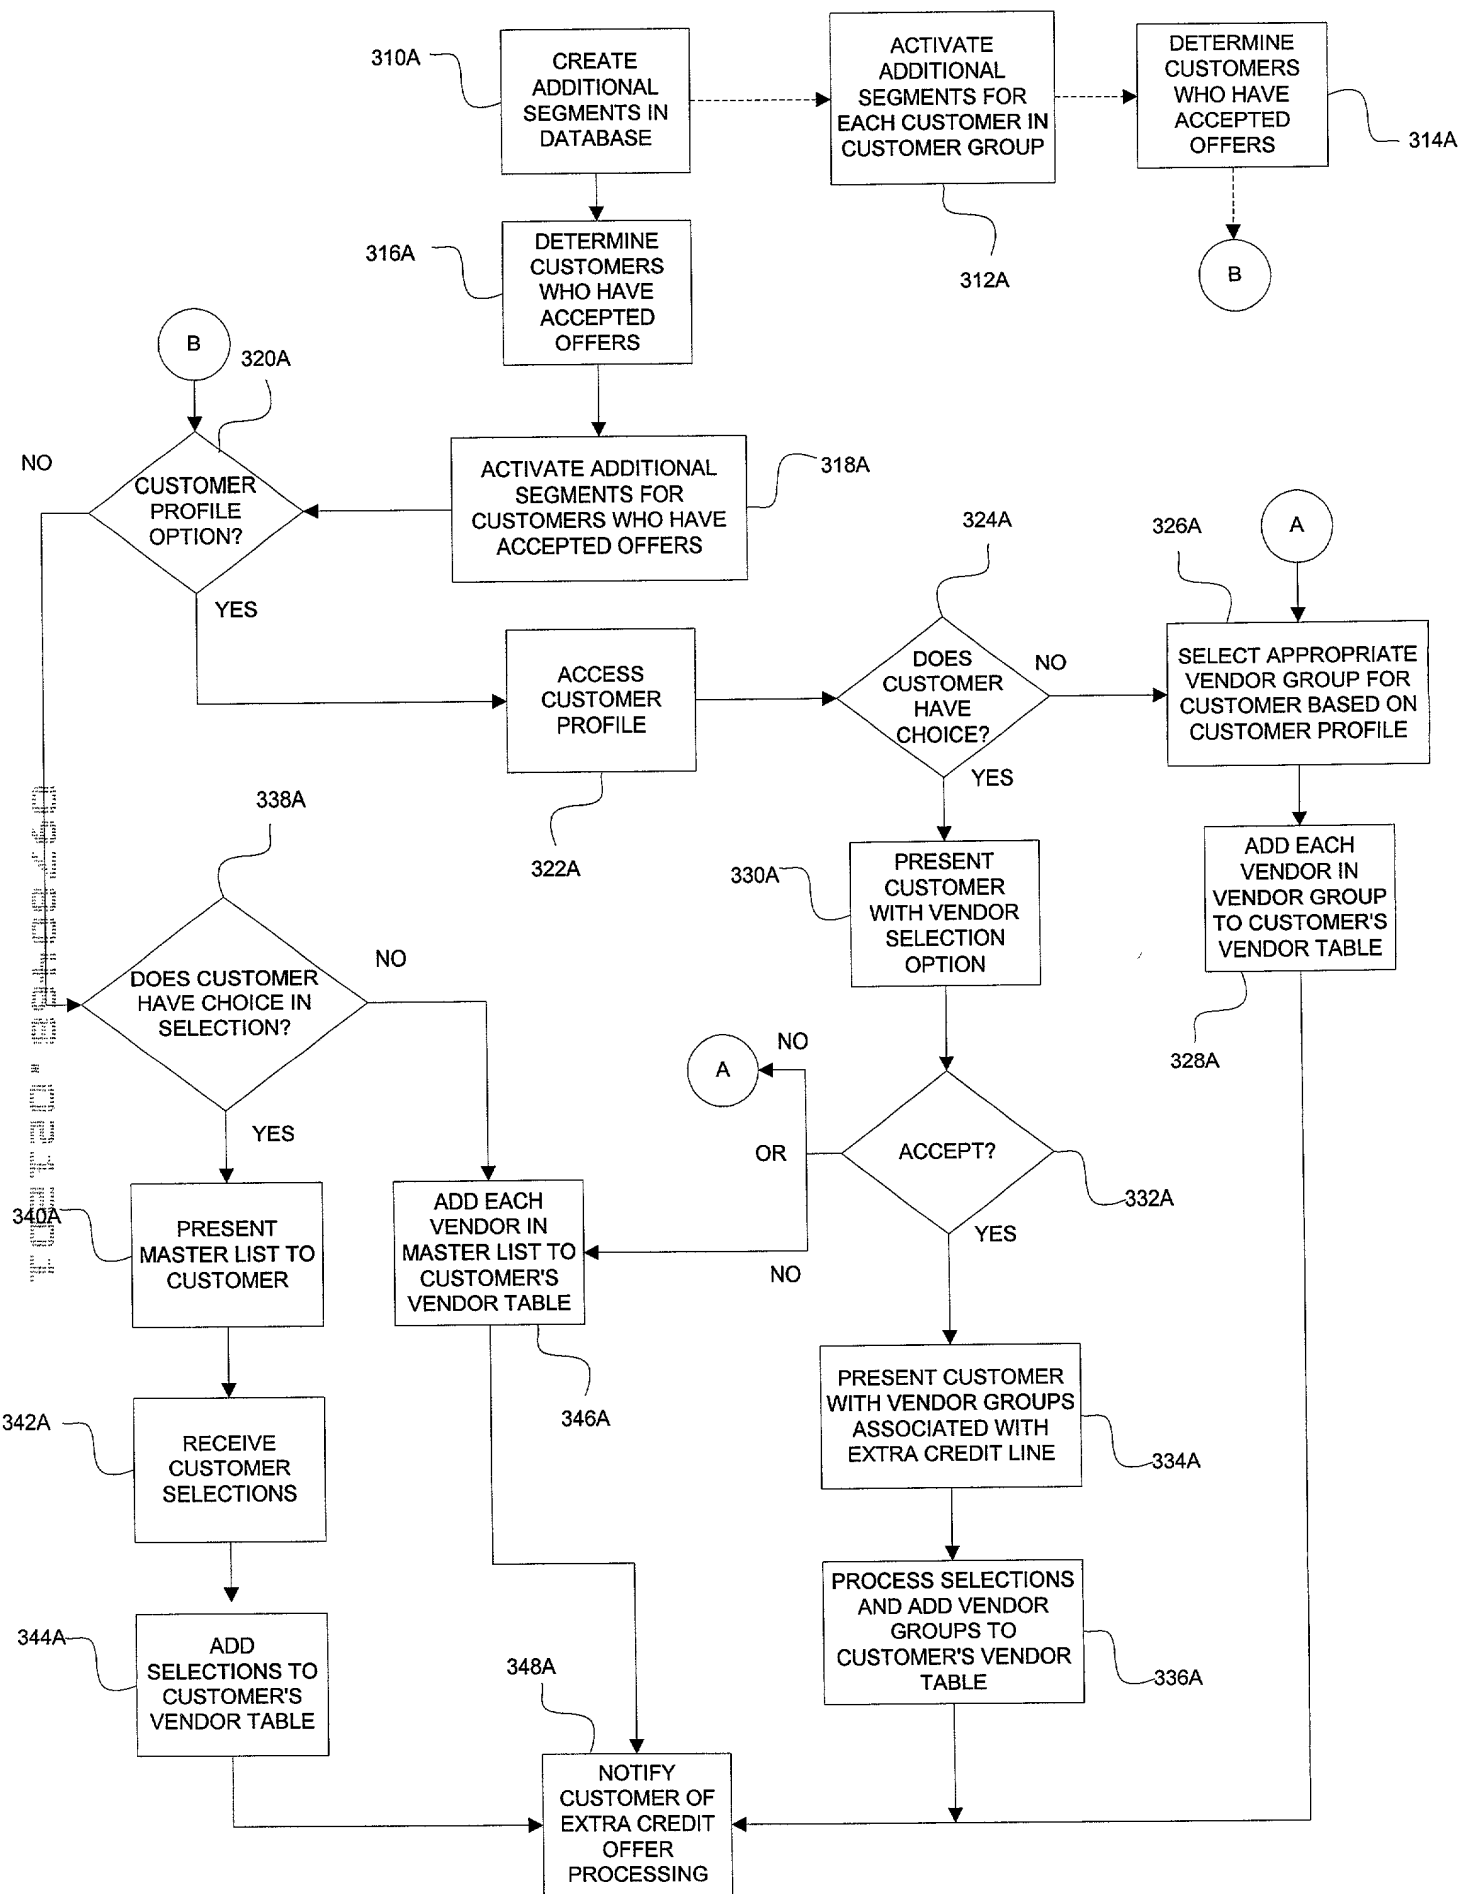 310A
CREATE
ADDITIONAL
SEGMENTS IN
DATABASE
ACTIVATE
ADDITIONAL
SEGMENTS FOR
EACH CUSTOMER IN
CUSTOMER GROUP
312A
DETERMINE
CUSTOMERS
WHO HAVE
ACCEPTED
OFFERS
314A
B
316A
DETERMINE
CUSTOMERS
WHO HAVE
ACCEPTED
OFFERS
B
320A
NO
CUSTOMER
PROFILE
OPTION?
YES
ACTIVATE ADDITIONAL
SEGMENTS FOR
CUSTOMERS WHO HAVE
ACCEPTED OFFERS
318A
324A
326A
A
ACCESS
CUSTOMER
PROFILE
322A
DOES
CUSTOMER
HAVE
CHOICE?
NO
YES
SELECT APPROPRIATE
VENDOR GROUP FOR
CUSTOMER BASED ON
CUSTOMER PROFILE
338A
330A
PRESENT
CUSTOMER
WITH VENDOR
SELECTION
OPTION
ADD EACH
VENDOR IN
VENDOR GROUP
TO CUSTOMER'S
VENDOR TABLE
328A
DOES CUSTOMER
HAVE CHOICE IN
SELECTION?
NO
YES
A
NO
OR
NO
ACCEPT?
332A
YES
340A
PRESENT
MASTER LIST TO
CUSTOMER
ADD EACH
VENDOR IN
MASTER LIST TO
CUSTOMER'S
VENDOR TABLE
346A
PRESENT CUSTOMER
WITH VENDOR GROUPS
ASSOCIATED WITH
EXTRA CREDIT LINE
334A
342A
RECEIVE
CUSTOMER
SELECTIONS
PROCESS SELECTIONS
AND ADD VENDOR
GROUPS TO
CUSTOMER'S VENDOR
TABLE
336A
344A
ADD
SELECTIONS TO
CUSTOMER'S
VENDOR TABLE
348A
NOTIFY
CUSTOMER OF
EXTRA CREDIT
OFFER
PROCESSING